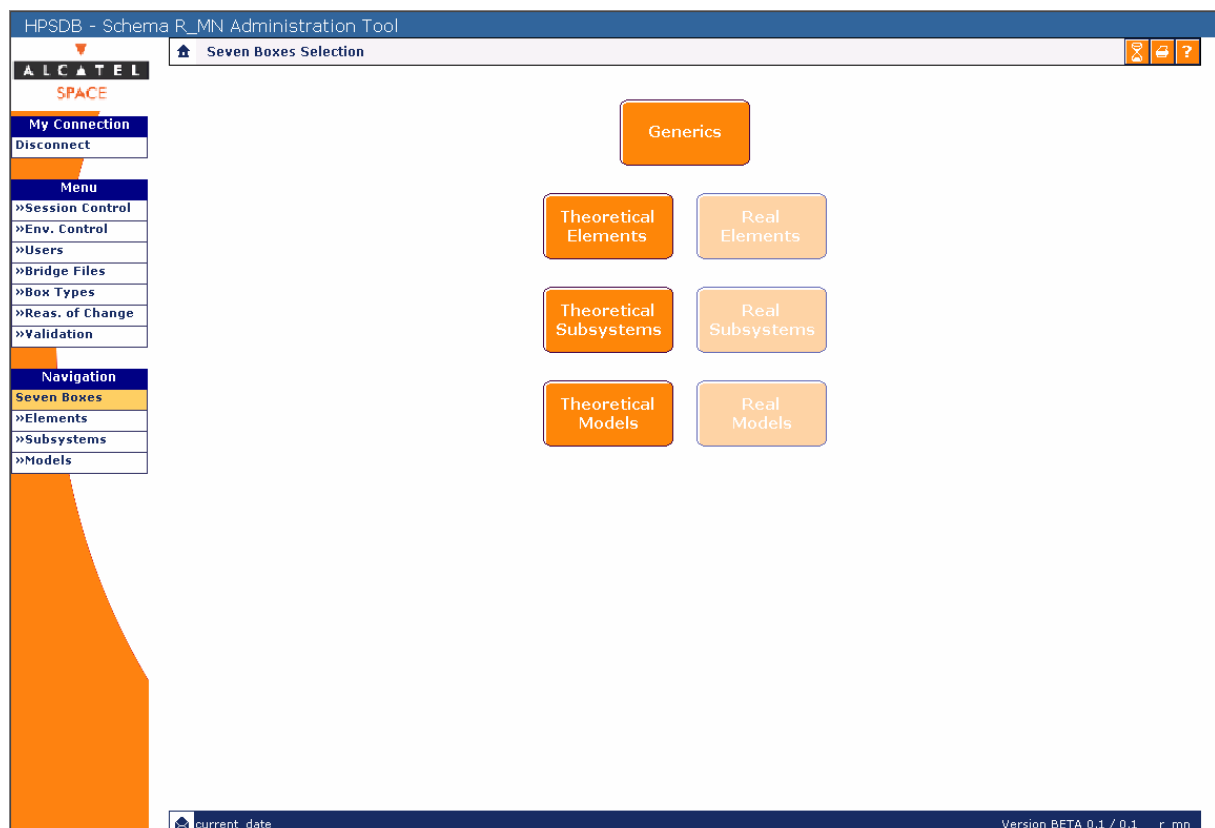 HPSDB - Schema R_MN Administration Tool
Seven Boxes Selection
?
ALCATEL
SPACE
My Connection
Disconnect
Menu
»Session Control
»Env. Control
»Users
»Bridge Files
»Box Types
»Reas. of Change
»Validation
Navigation
Seven Boxes
»Elements
»Subsystems
»Models
Generics
Theoretical
Elements
Real
Elements
Theoretical
Subsystems
Real
Subsystems
Theoretical
Models
Real
Models
current_date
Version BETA 0.1 / 0.1 r_mn